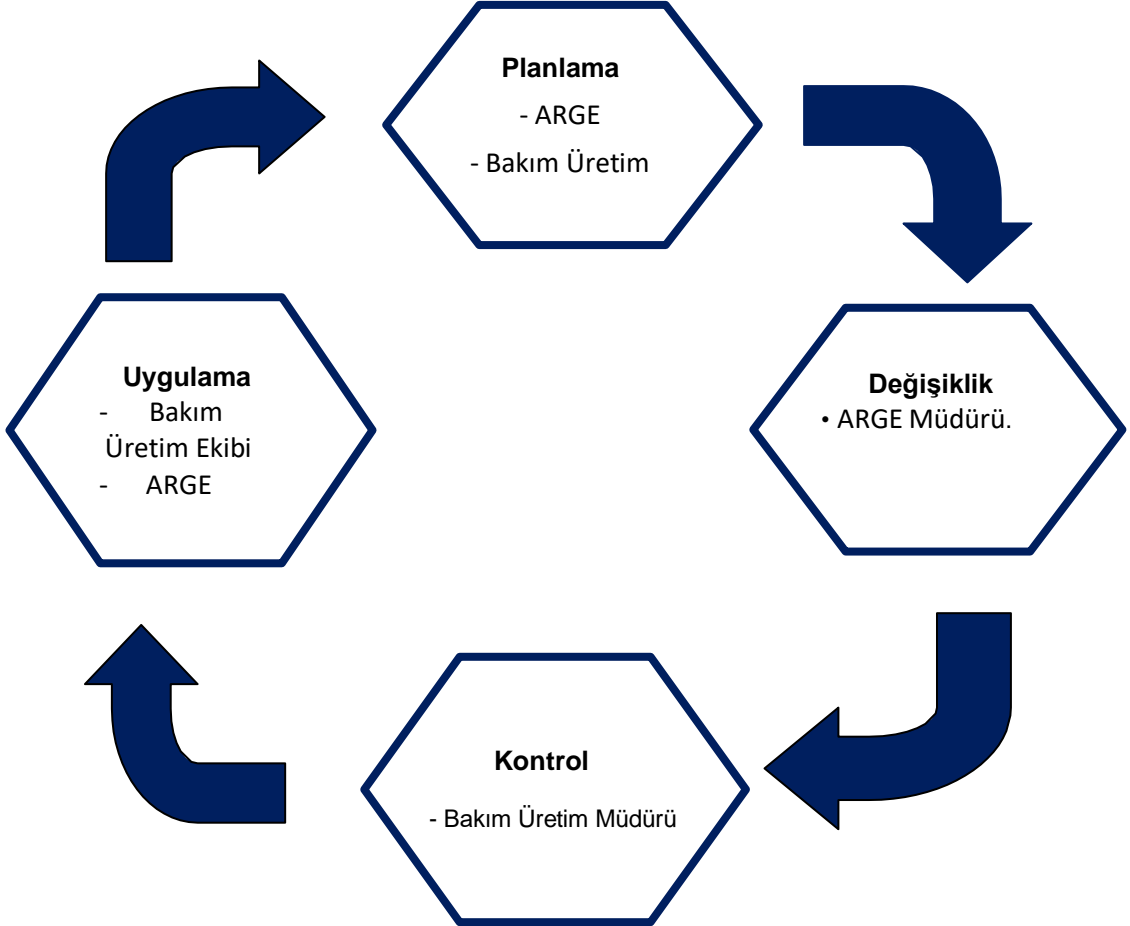 Planlama
- ARGE
- Bakım Üretim
Değişiklik
• ARGE Müdürü.
Kontrol
- Bakım Üretim Müdürü
Uygulama
- Bakım
Üretim Ekibi
- ARGE